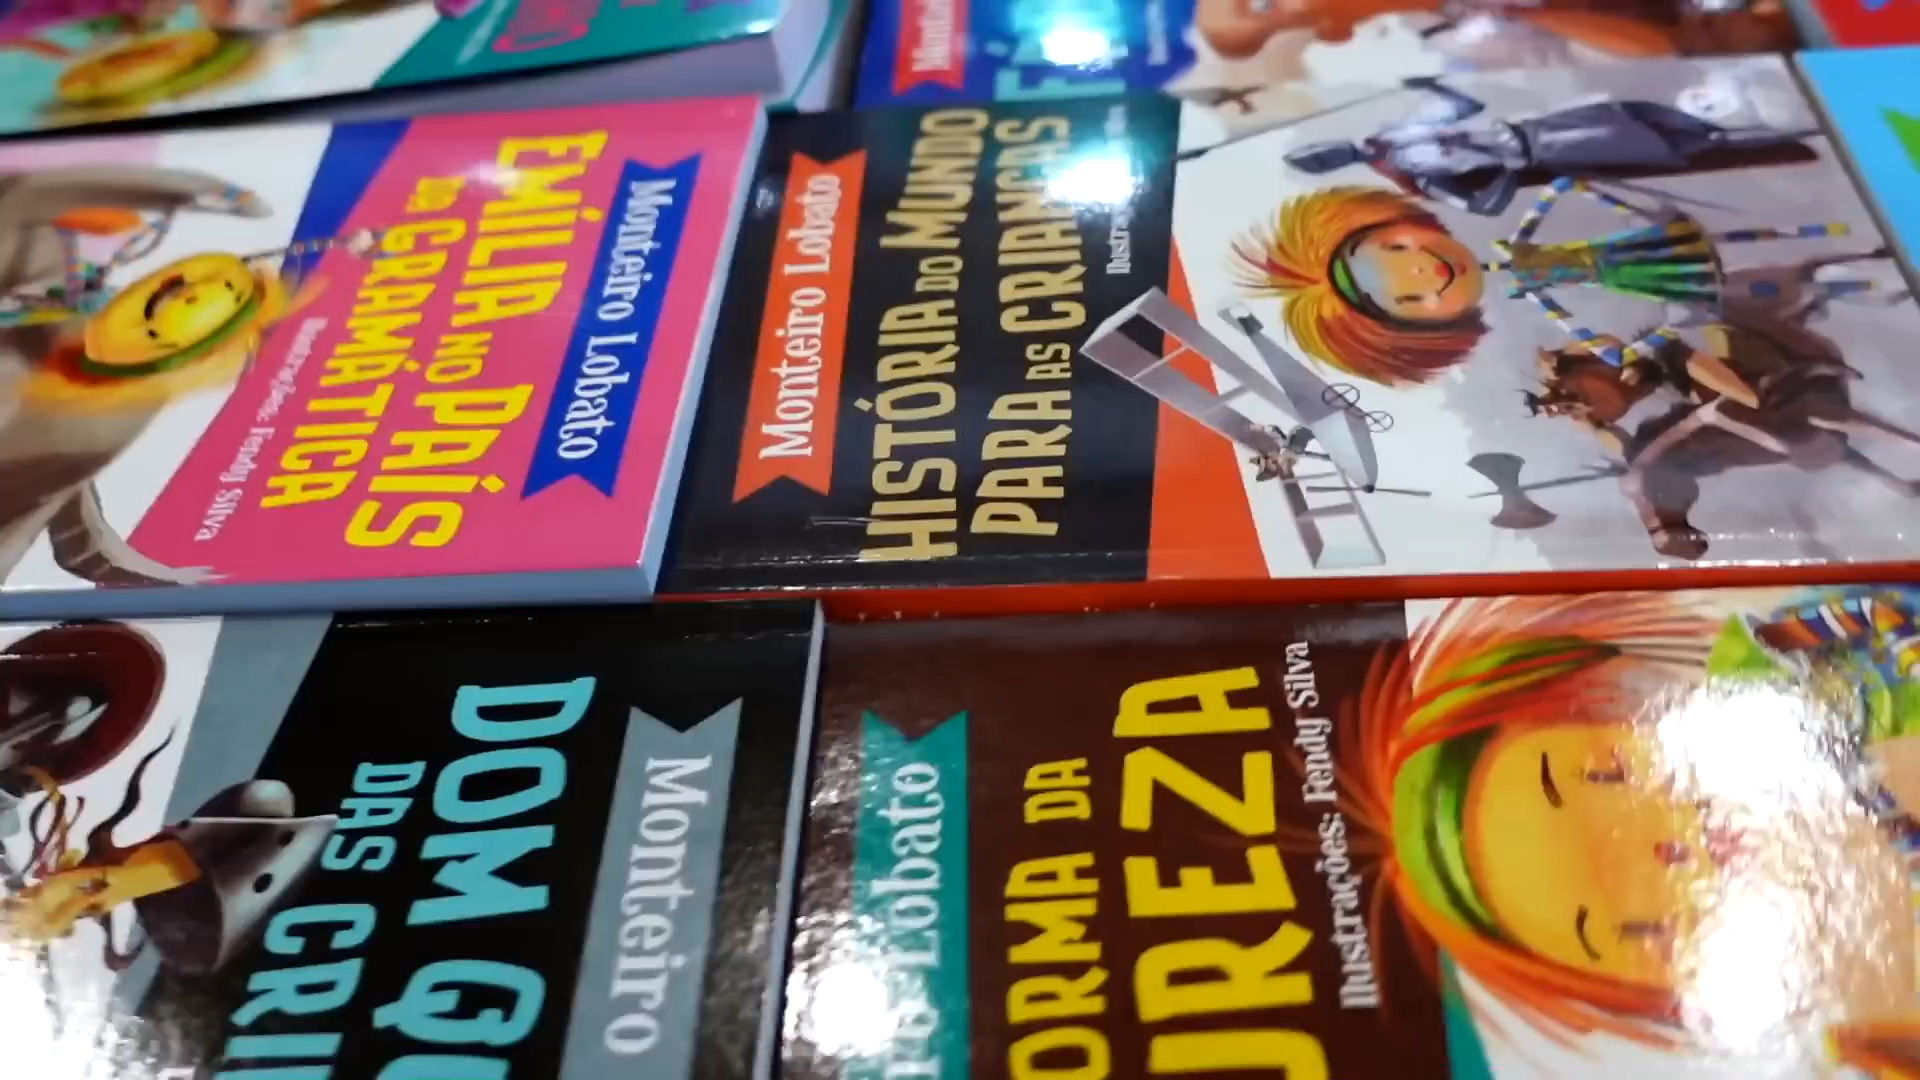 Monteiro Lobato
EMÍLIA NO PAÍS
DA GRAMÁTICA
Ilustrações: Fendy Silva
Monteiro Lobato
HISTÓRIA DO MUNDO
PARA AS CRIANÇAS
Monteiro
DOM QU
DAS CRI
Lobato
ORMA DA
UREZA
Ilustrações: Fendy Silva